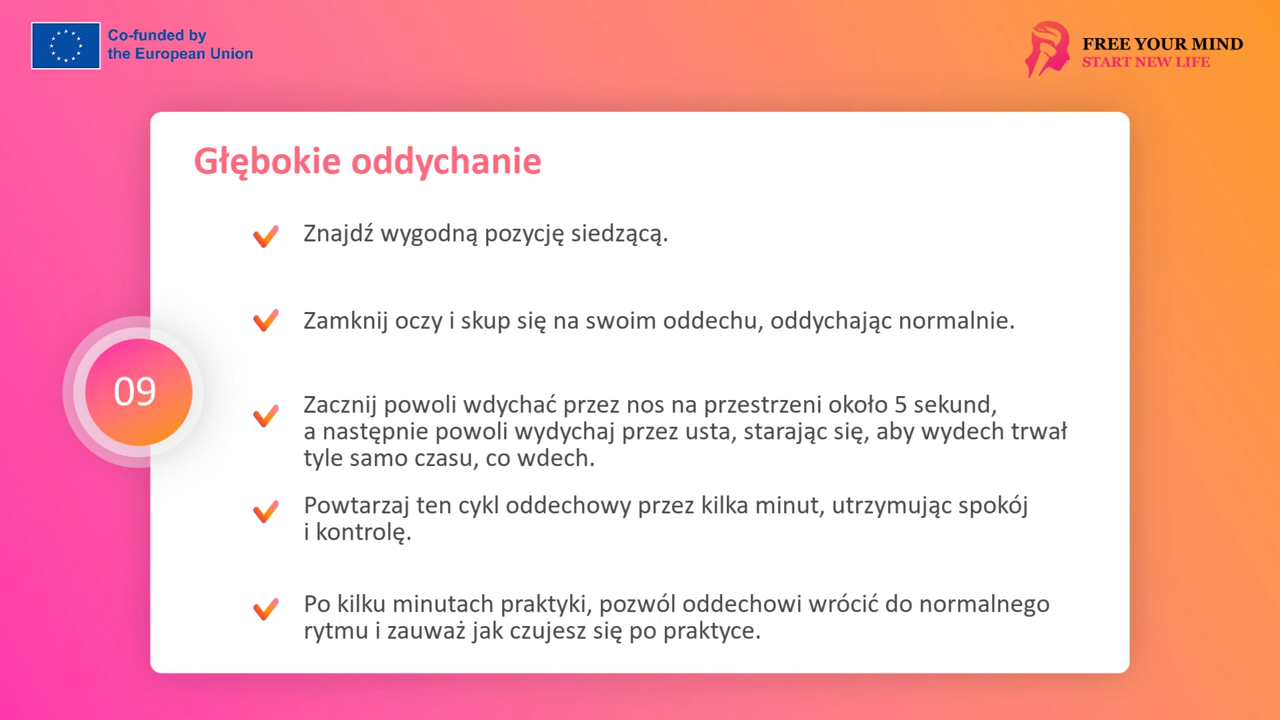 Co-funded by
the European Union
FREE YOUR MIND
START NEW LIFE
Głębokie oddychanie
Znajdź wygodną pozycję siedzącą.
Zamknij oczy i skup się na swoim oddechu, oddychając normalnie.
09
Zacznij powoli wdychać przez nos na przestrzeni około 5 sekund,
a następnie powoli wydychaj przez usta, starając się, aby wydech trwał
tyle samo czasu, co wdech.
Powtarzaj ten cykl oddechowy przez kilka minut, utrzymując spokój
i kontrolę.
Po kilku minutach praktyki, pozwól oddechowi wrócić do normalnego
rytmu i zauważ jak czujesz się po praktyce.